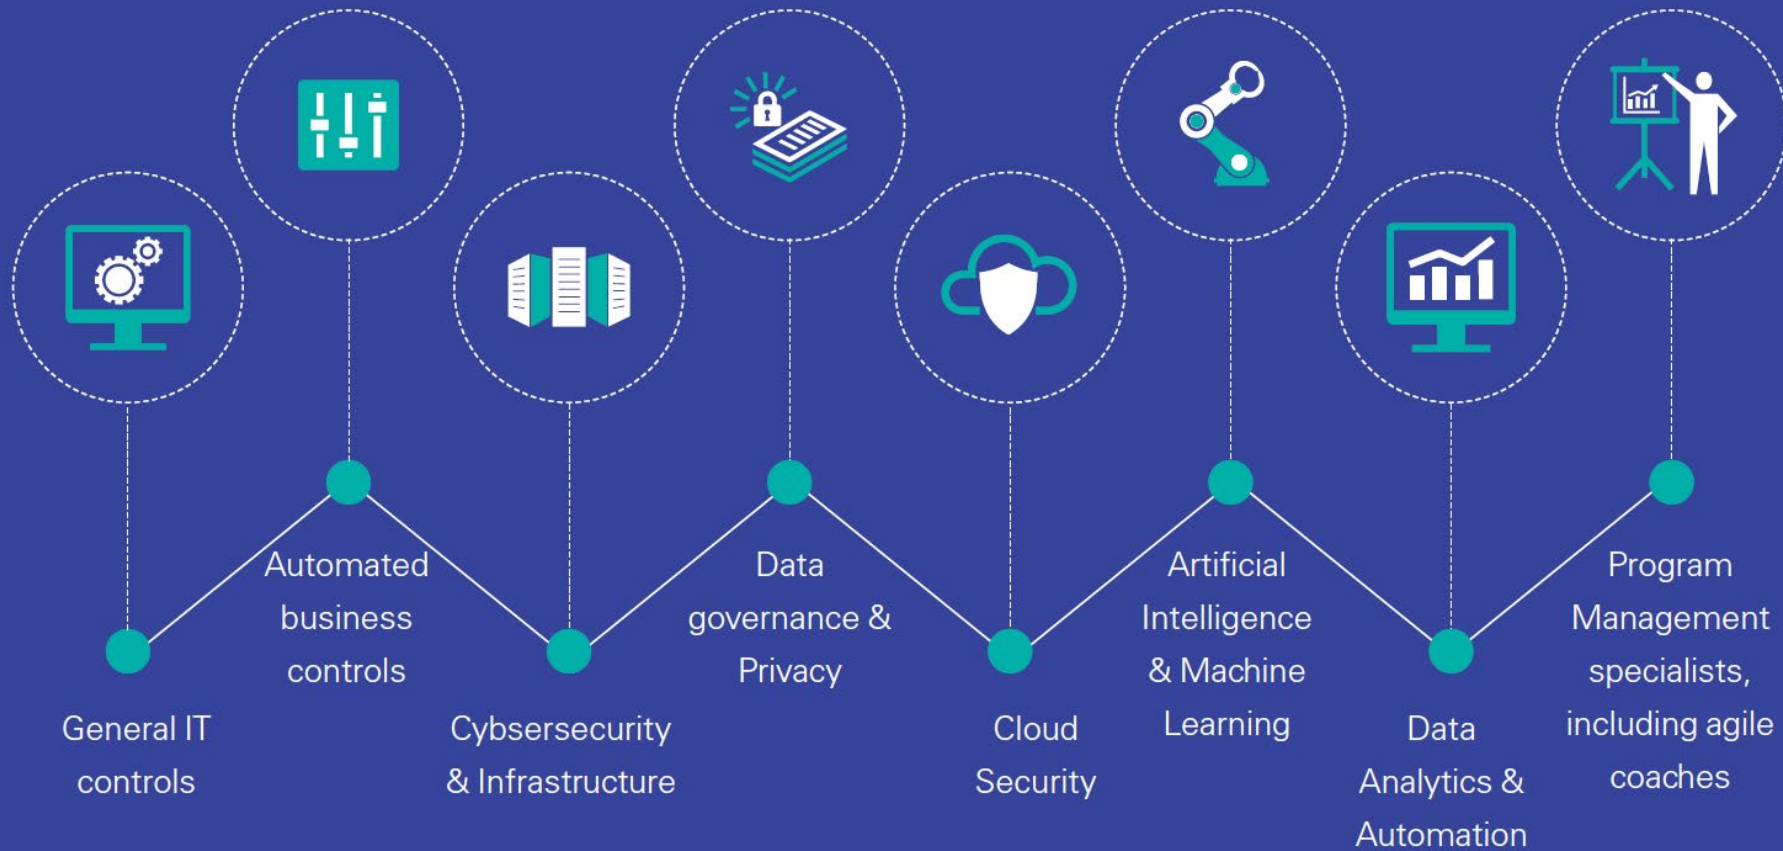 General IT
controls
Automated
business
controls
Cybsersecurity
& Infrastructure
Data
governance &
Privacy
Cloud
Security
Artificial
Intelligence
& Machine
Learning
Data
Analytics &
Automation
Program
Management
specialists,
including agile
coaches